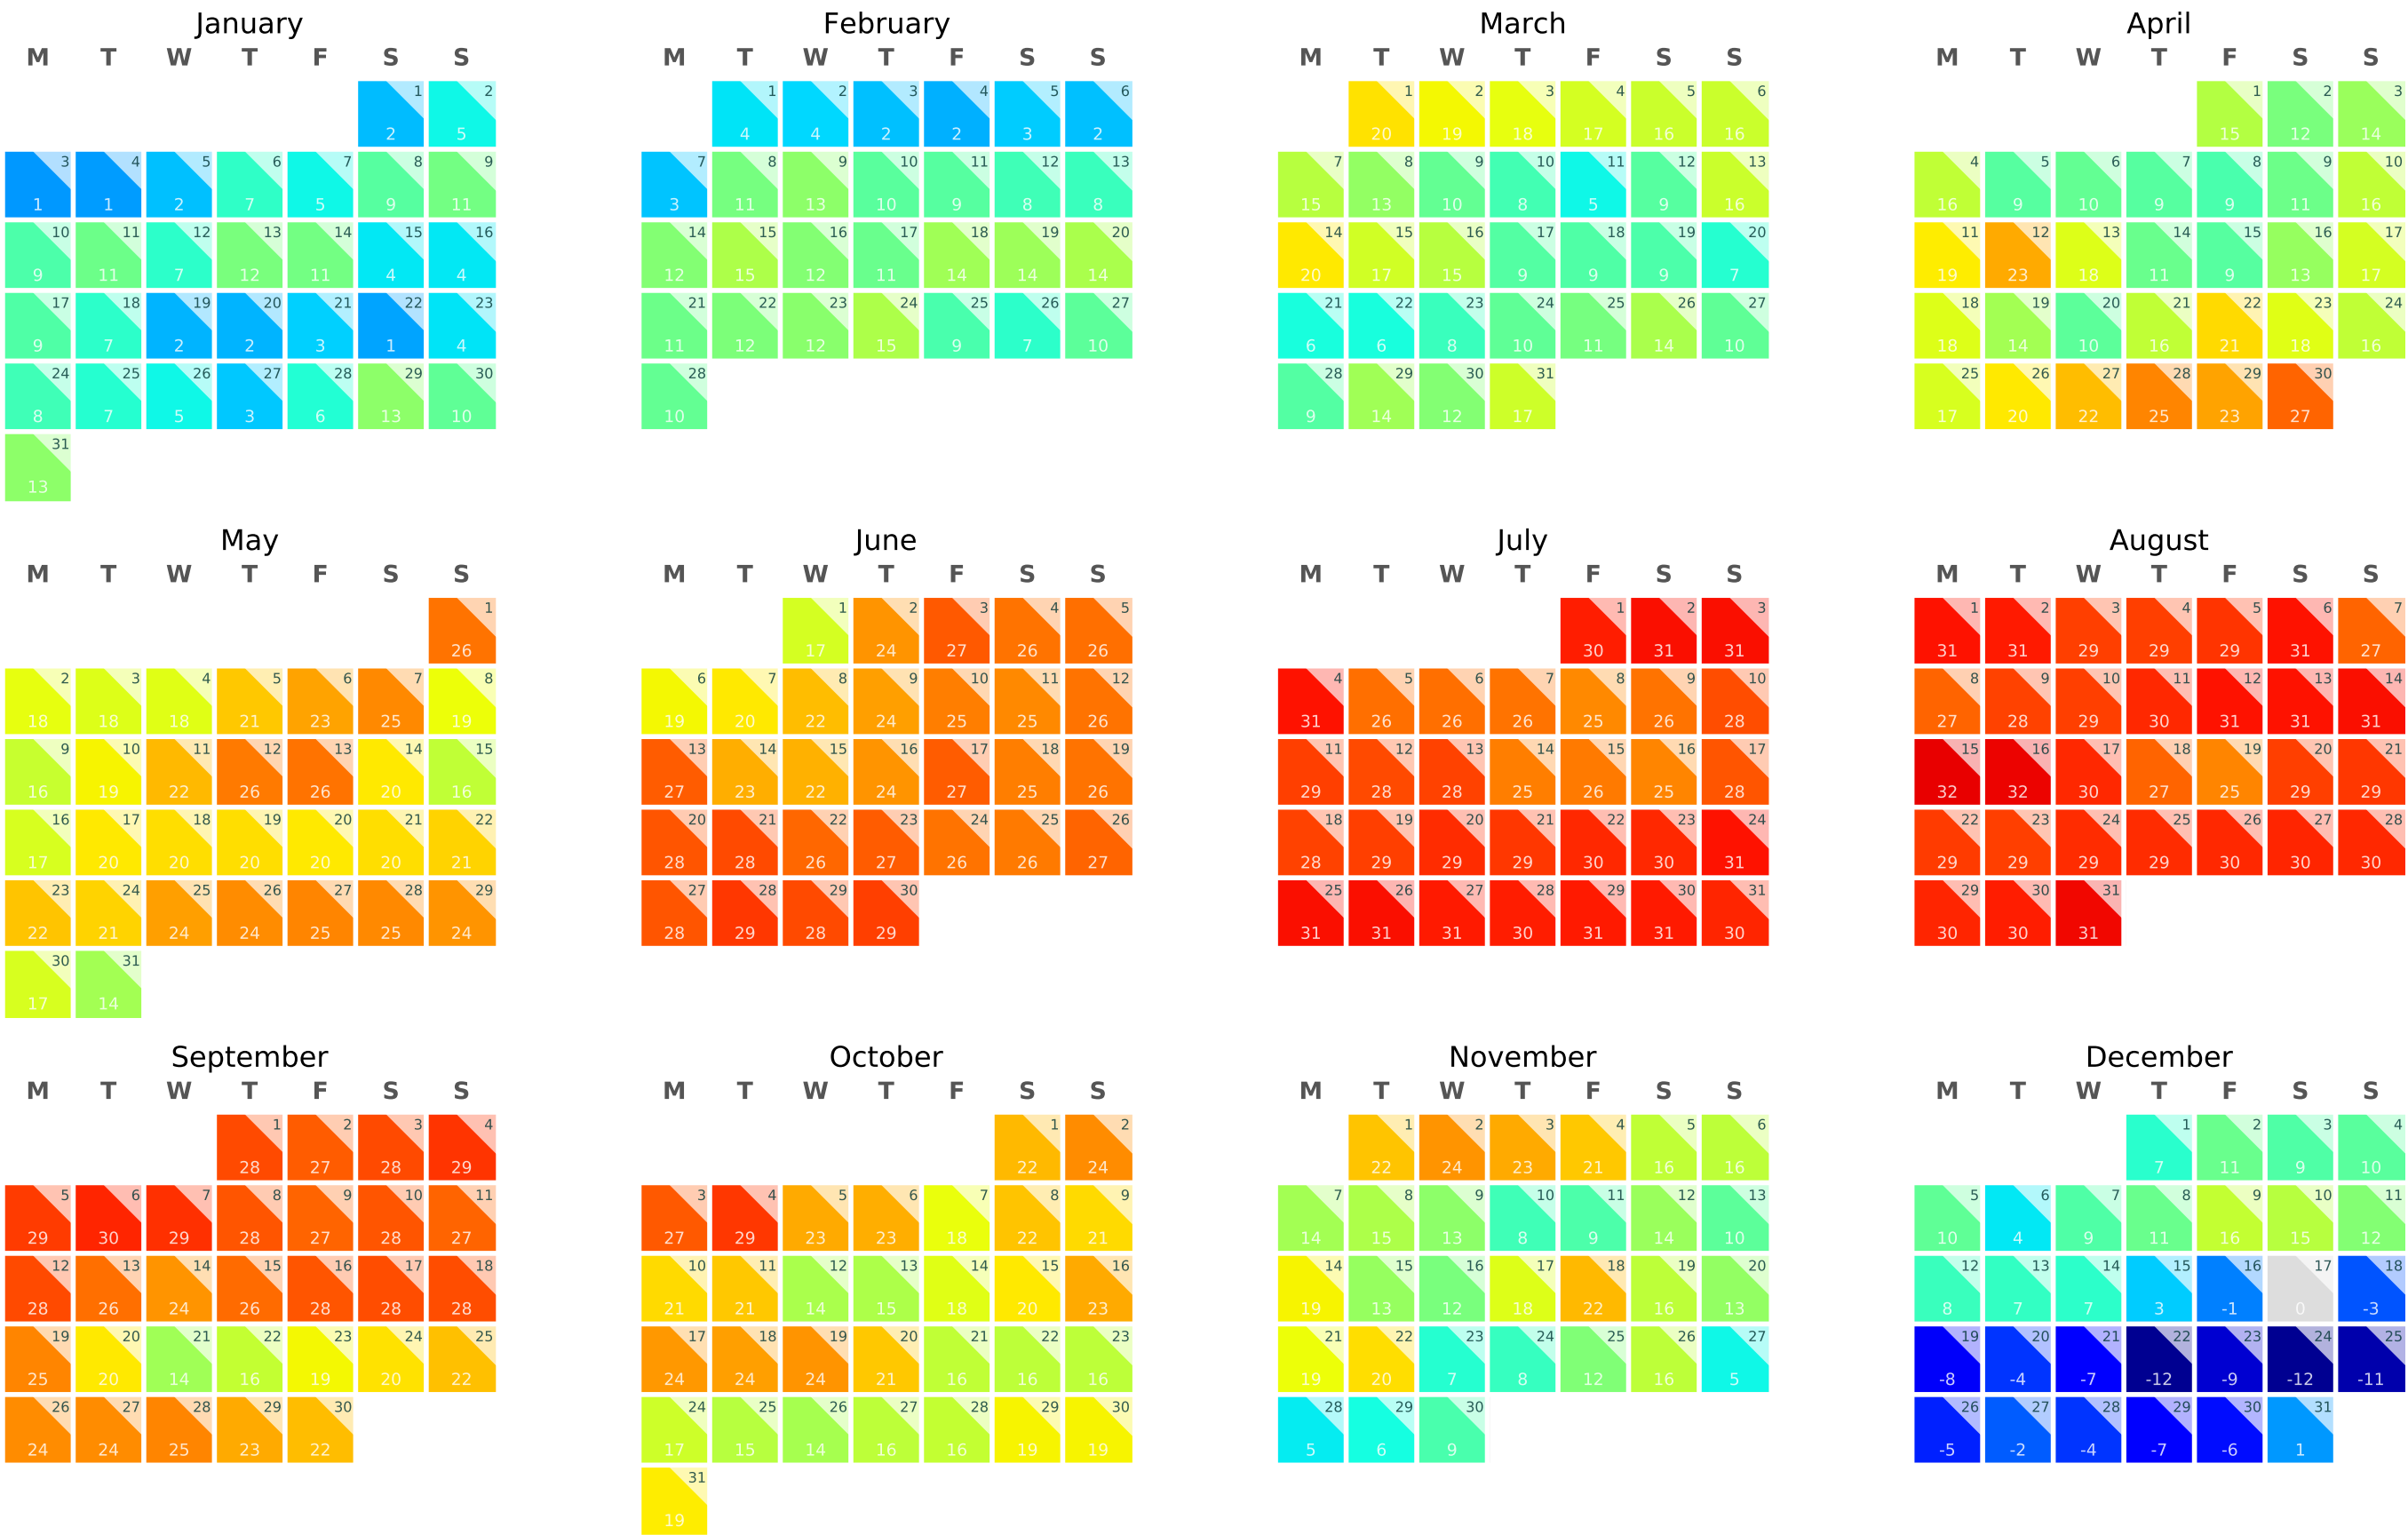 January February March April
M T W T F S S M T W T F S S M T W T F S S M T W T F S S
1 2 1 2 3 4 5 6 1 2 3 4 5 6 1 2 3
2 5 4 4 2 2 3 2 20 19 18 17 16 16 15 12 14
3 4 5 6 7 8 9 7 8 9 10 11 12 13 7 8 9 10 11 12 13 4 5 6 7 8 9 10
1 1 2 7 5 9 11 3 11 13 10 9 8 8 15 13 10 8 5 9 16 16 9 10 9 9 11 16
10 11 12 13 14 15 16 14 15 16 17 18 19 20 14 15 16 17 18 19 20 11 12 13 14 15 16 17
9 11 7 12 11 4 4 12 15 12 11 14 14 14 20 17 15 9 9 9 7 19 23 18 11 9 13 17
17 18 19 20 21 22 23 21 22 23 24 25 26 27 21 22 23 24 25 26 27 18 19 20 21 22 23 24
9 7 2 2 3 1 4 11 12 12 15 9 7 10 6 6 8 10 11 14 10 18 14 10 16 21 18 16
24 25 26 27 28 29 30 28 28 29 30 31 25 26 27 28 29 30
8 7 5 3 6 13 10 10 9 14 12 17 17 20 22 25 23 27
31
13
May June July August
M T W T F S S M T W T F S S M T W T F S S M T W T F S S
1 1 2 3 4 5 1 2 3 1 2 3 4 5 6 7
26 17 24 27 26 26 30 31 31 31 31 29 29 29 31 27
2 3 4 5 6 7 8 6 7 8 9 10 11 12 4 5 6 7 8 9 10 8 9 10 11 12 13 14
18 18 18 21 23 25 19 19 20 22 24 25 25 26 31 26 26 26 25 26 28 27 28 29 30 31 31 31
9 10 11 12 13 14 15 13 14 15 16 17 18 19 11 12 13 14 15 16 17 15 16 17 18 19 20 21
16 19 22 26 26 20 16 27 23 22 24 27 25 26 29 28 28 25 26 25 28 32 32 30 27 25 29 29
16 17 18 19 20 21 22 20 21 22 23 24 25 26 18 19 20 21 22 23 24 22 23 24 25 26 27 28
17 20 20 20 20 20 21 28 28 26 27 26 26 27 28 29 29 29 30 30 31 29 29 29 29 30 30 30
23 24 25 26 27 28 29 27 28 29 30 25 26 27 28 29 30 31 29 30 31
22 21 24 24 25 25 24 28 29 28 29 31 31 31 30 31 31 30 30 30 31
30 31
17 14
September October November December
M T W T F S S M T W T F S S M T W T F S S M T W T F S S
1 2 3 4 1 2 1 2 3 4 5 6 1 2 3 4
28 27 28 29 22 24 22 24 23 21 16 16 7 11 9 10
5 6 7 8 9 10 11 3 4 5 6 7 8 9 7 8 9 10 11 12 13 5 6 7 8 9 10 11
29 30 29 28 27 28 27 27 29 23 23 18 22 21 14 15 13 8 9 14 10 10 4 9 11 16 15 12
12 13 14 15 16 17 18 10 11 12 13 14 15 16 14 15 16 17 18 19 20 12 13 14 15 16 17 18
28 26 24 26 28 28 28 21 21 14 15 18 20 23 19 13 12 18 22 16 13 8 7 7 3 -1 0 -3
19 20 21 22 23 24 25 17 18 19 20 21 22 23 21 22 23 24 25 26 27 19 20 21 22 23 24 25
25 20 14 16 19 20 22 24 24 24 21 16 16 16 19 20 7 8 12 16 5 -8 -4 -7 -12 -9 -12 -11
26 27 28 29 30 24 25 26 27 28 29 30 28 29 30 26 27 28 29 30 31
24 24 25 23 22 17 15 14 16 16 19 19 5 6 9 -5 -2 -4 -7 -6 1
31
19